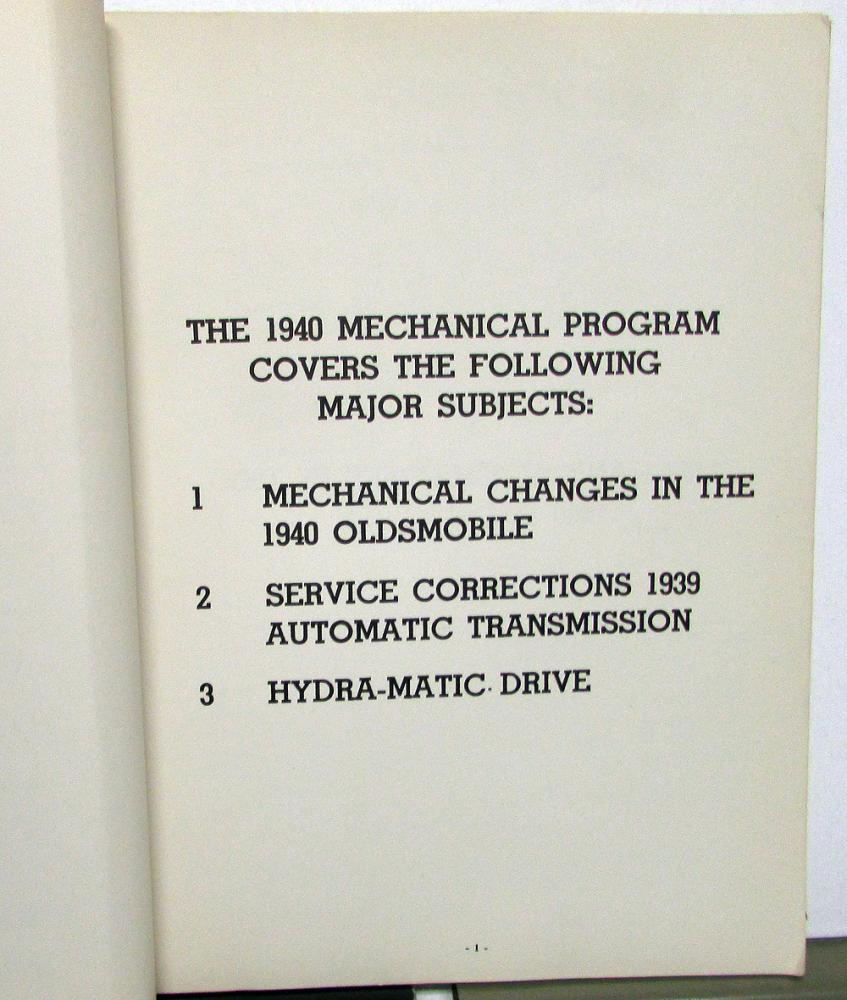 THE 1940 MECHANICAL PROGRAM
COVERS THE FOLLOWING
MAJOR SUBJECTS:
1 MECHANICAL CHANGES IN THE
1940 OLDSMOBILE
2 SERVICE CORRECTIONS 1939
AUTOMATIC TRANSMISSION
3 HYDRA-MATIC DRIVE
- 1 -